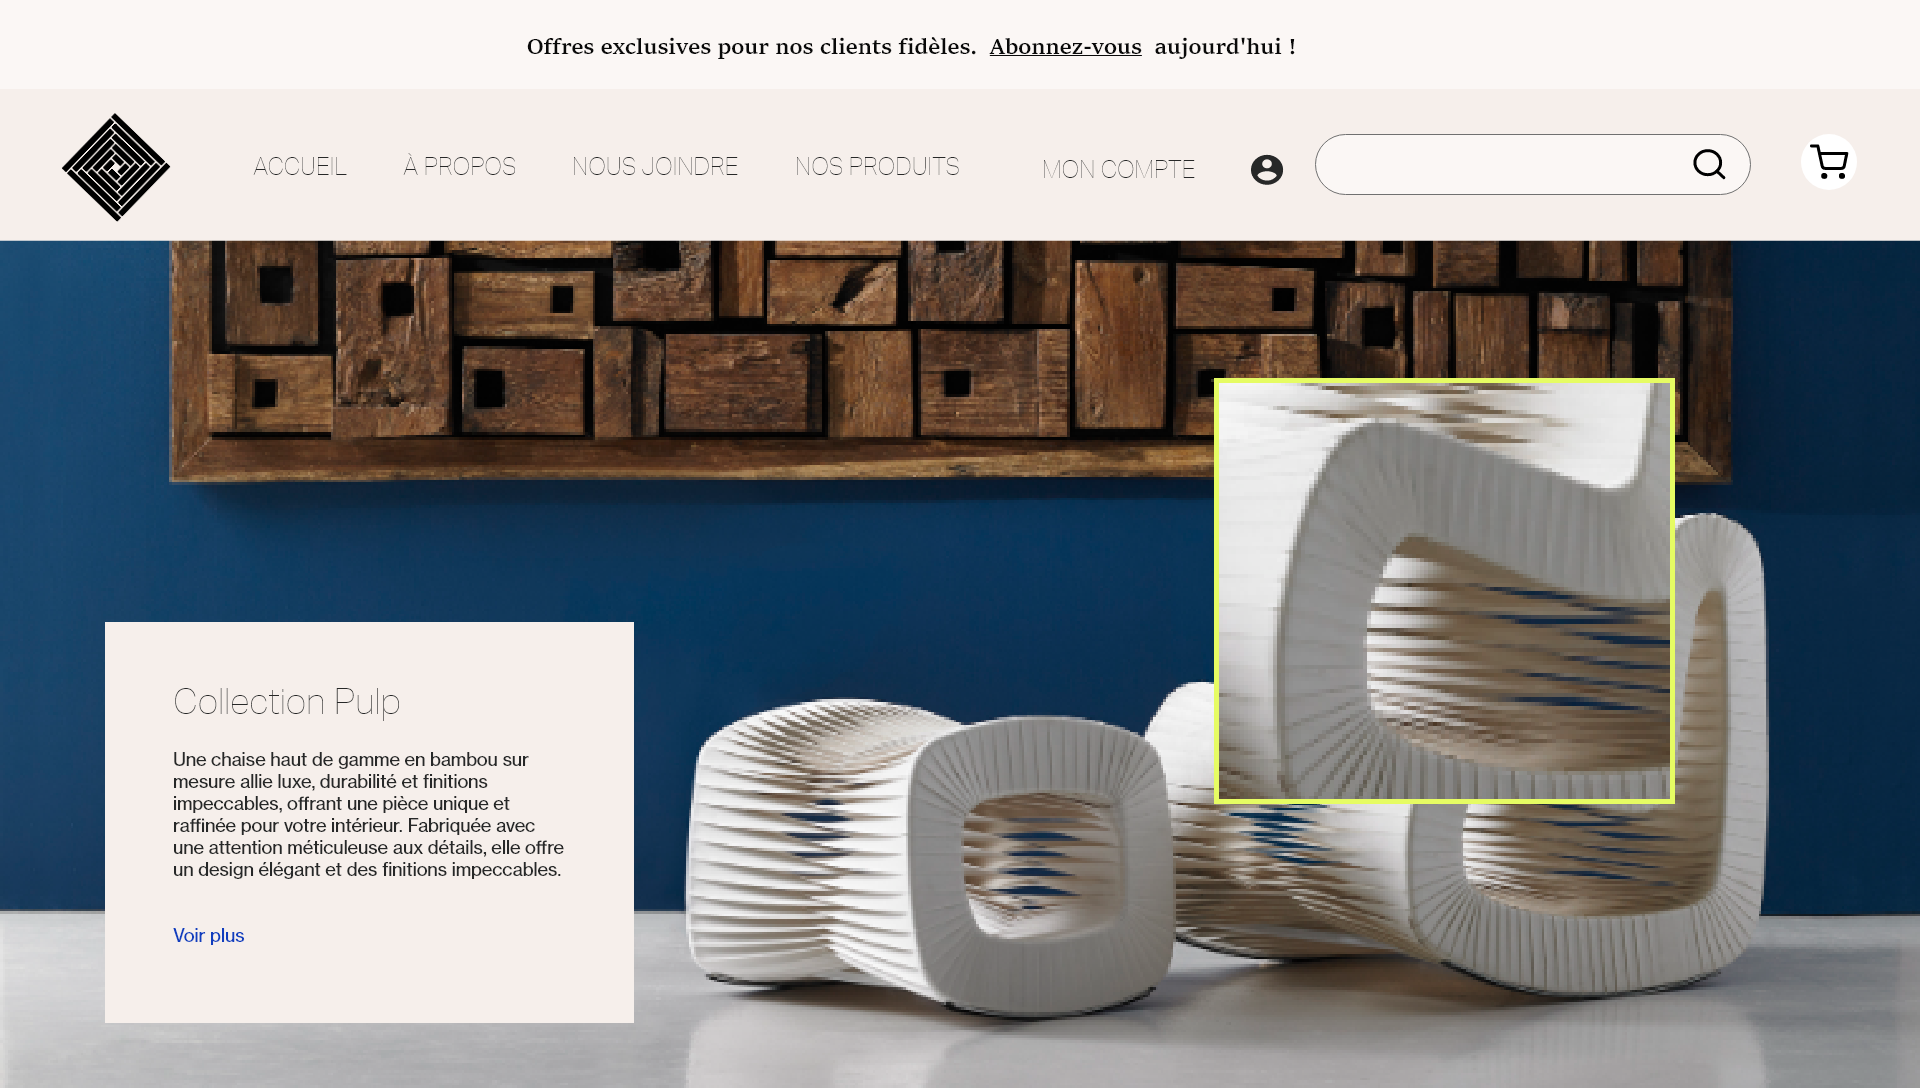 Offres exclusives pour nos clients fidèles. Abonnez-vous aujourd'hui !
ACCUEIL À PROPOS NOUS JOINDRE NOS PRODUITS MON COMPTE
Collection Pulp
Une chaise haut de gamme en bambou sur
mesure allie luxe, durabilité et finitions
impeccables, offrant une pièce unique et
raffinée pour votre intérieur. Fabriquée avec
une attention méticuleuse aux détails, elle offre
un design élégant et des finitions impeccables.
Voir plus